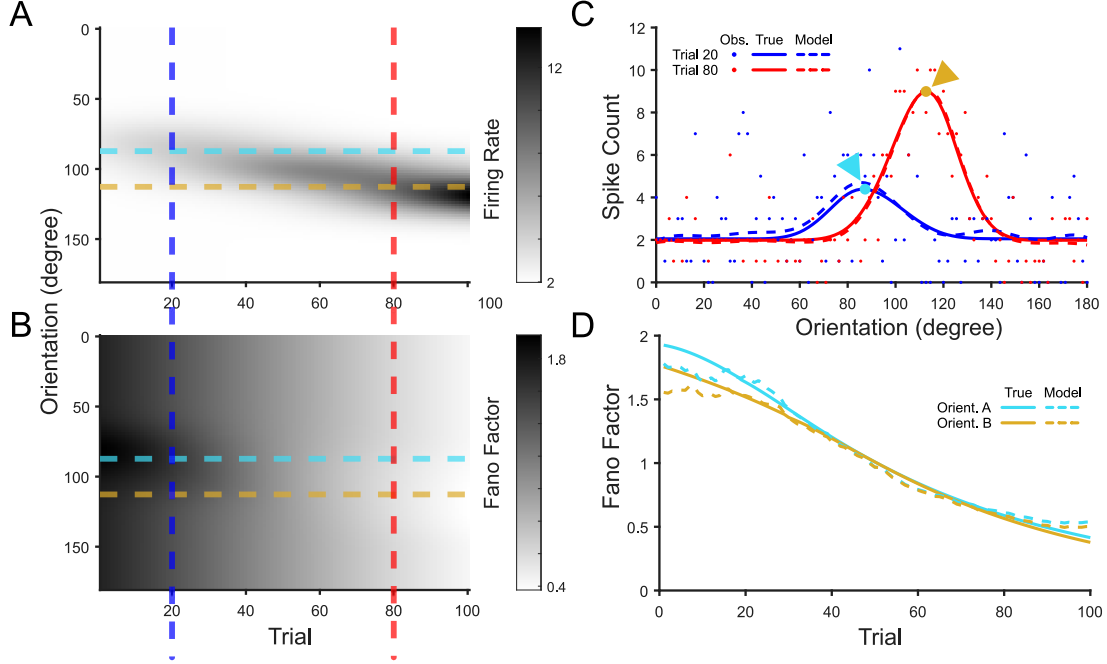 A
0
50
100
150
20
40
60
80
100
12
2
Firing Rate
Orientation (degree)
B
0
50
100
150
0
20
40
60
80
100
Trial
1.8
0.4
Fano Factor
C
12
10
8
6
4
2
0
Spike Count
Obs. True Model
Trial 20
Trial 80
0 20 40 60 80 100 120 140 160 180
Orientation (degree)
D
2
1.5
1
0.5
0
Fano Factor
True Model
Orient. A
Orient. B
0 20 40 60 80 100
Trial